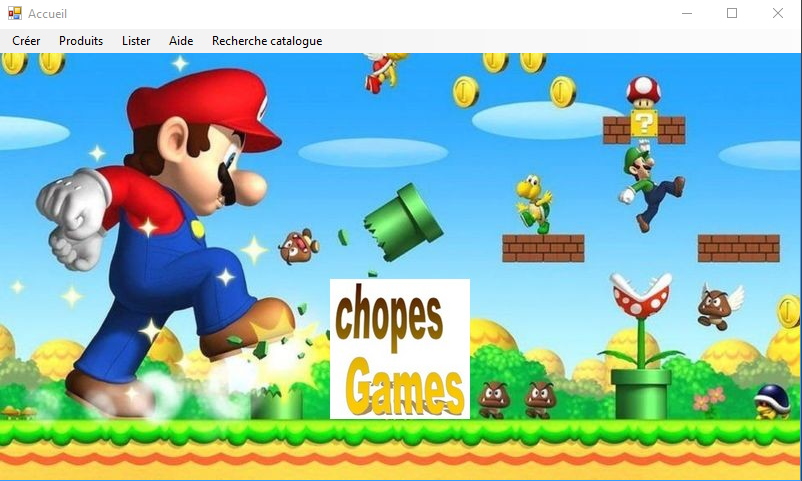 Accueil
Créer Produits Lister Aide Recherche catalogue
?
chopes
Games